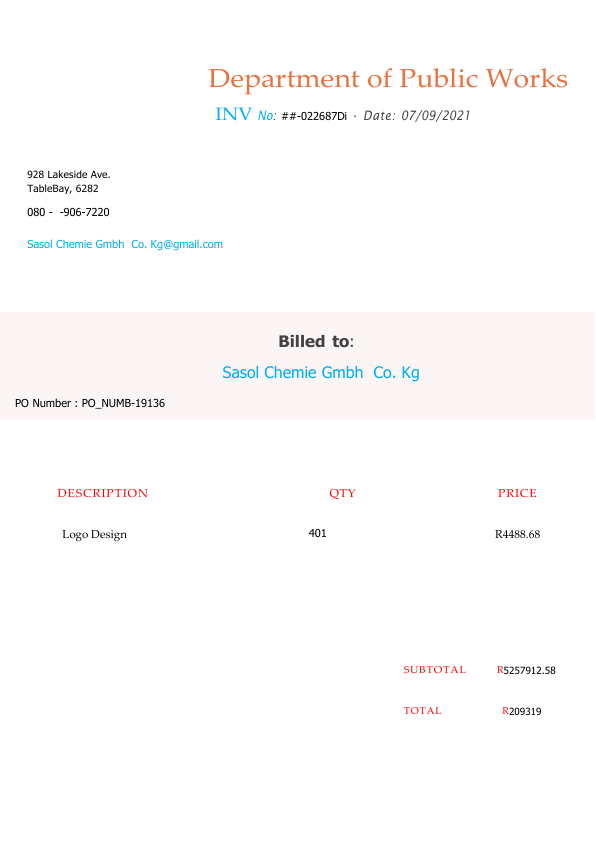 Department of Public Works
INV No: ##-022687Di · Date: 07/09/2021
928 Lakeside Ave.
TableBay, 6282
080 -  -906-7220
Sasol Chemie Gmbh  Co. Kg@gmail.com
Billed to:
Sasol Chemie Gmbh  Co. Kg
PO Number : PO_NUMB-19136
DESCRIPTION QTY PRICE
Logo Design 401 R4488.68
SUBTOTAL R5257912.58
TOTAL R209319